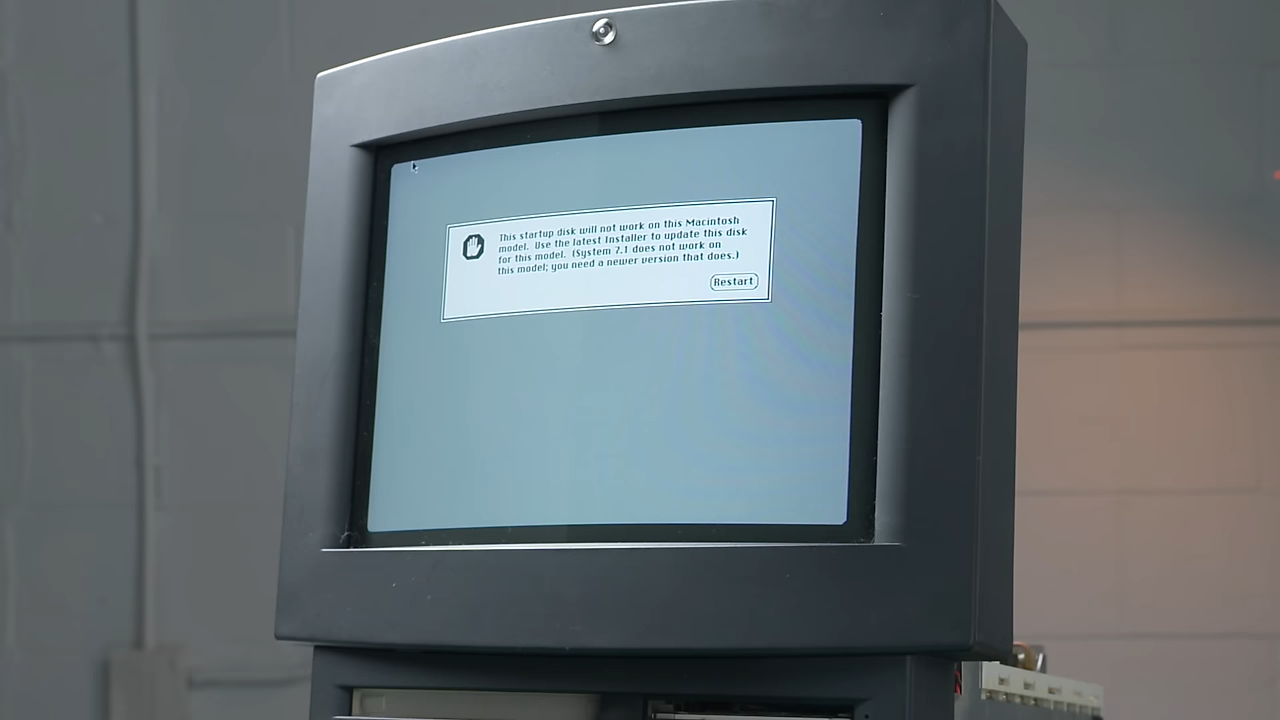 This startup disk will not work on this Macintosh
model. Use the latest Installer to update this disk
for this model. (System 7.1 does not work on
this model; you need a newer version that does.)
Restart